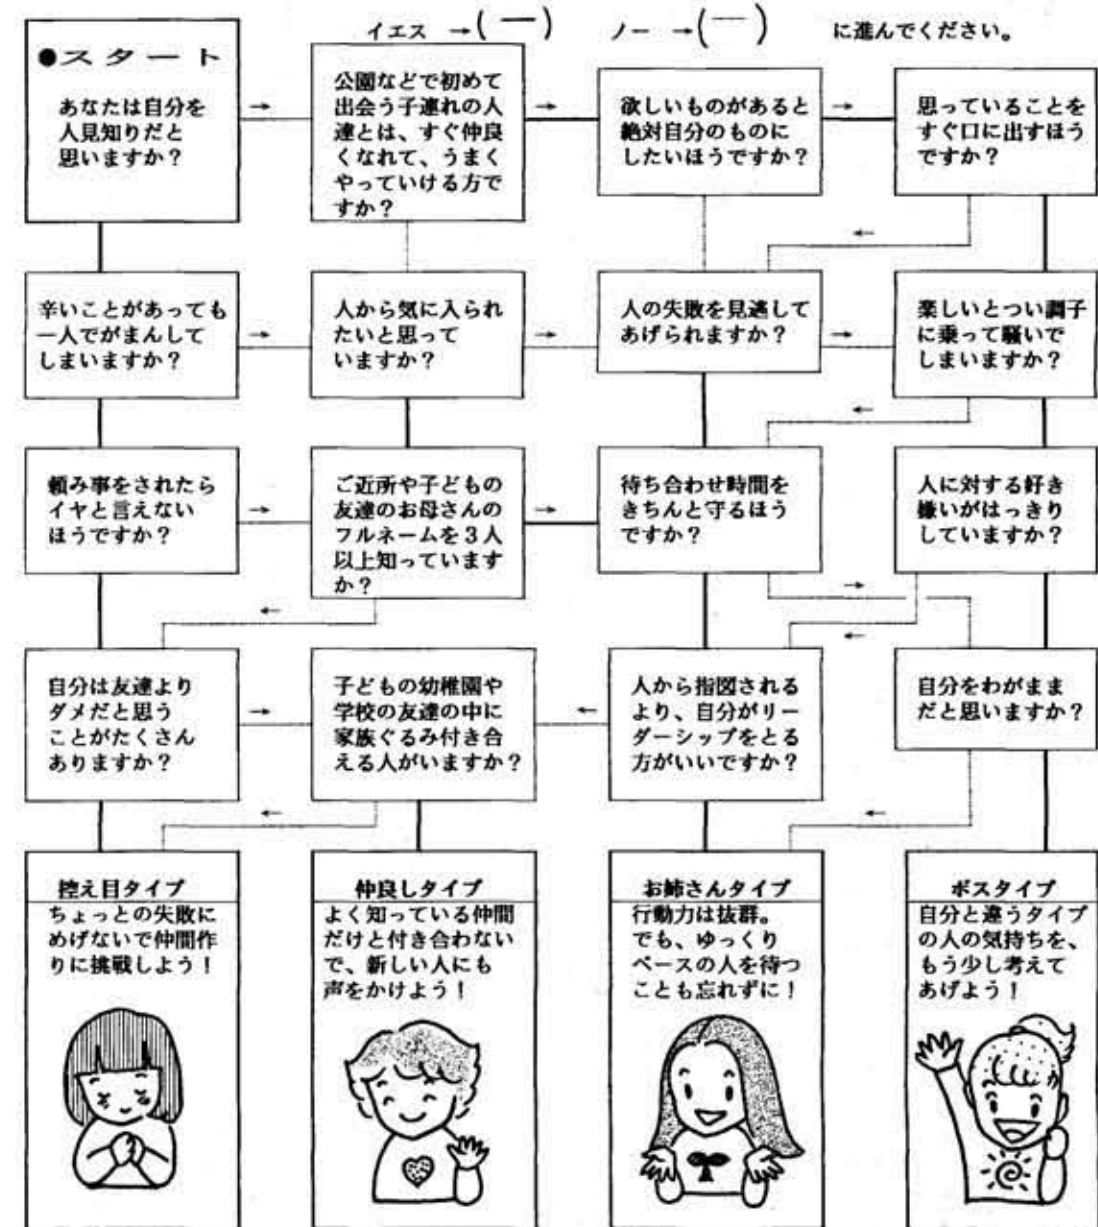 イエス →(―) ノー →(―) に進んでください。
●スタート
あなたは自分を
人見知りだと
思いますか？
公園などで初めて
出会う子連れの人
達とは、すぐ仲良
くなれて、うまく
やっていける方で
すか？
欲しいものがあると
絶対自分のものに
したいほうですか？
思っていることを
すぐ口に出すほう
ですか？
辛いことがあっても
一人でがまんして
しまいますか？
人から気に入られ
たいと思って
いますか？
人の失敗を見逃して
あげられますか？
楽しいとつい調子
に乗って騒いで
しまいますか？
頼み事をされたら
イヤと言えない
ほうですか？
ご近所や子どもの
友達のお母さんの
フルネームを３人
以上知っています
か？
待ち合わせ時間を
きちんと守るほう
ですか？
人に対する好き
嫌いがはっきり
していますか？
自分は友達より
ダメだと思う
ことがたくさん
ありますか？
子どもの幼稚園や
学校の友達の中に
家族ぐるみ付き合
える人がいますか？
人から指図される
より、自分がリー
ダーシップをとる
方がいいですか？
自分をわがまま
だと思いますか？
控え目タイプ
ちょっとの失敗に
めげないで仲間作
りに挑戦しよう！
仲良しタイプ
よく知っている仲間
だけと付き合わない
で、新しい人にも
声をかけよう！
お姉さんタイプ
行動力は抜群。
でも、ゆっくり
ペースの人を待つ
ことも忘れずに！
ボスタイプ
自分と違うタイプ
の人の気持ちを、
もう少し考えて
あげよう！